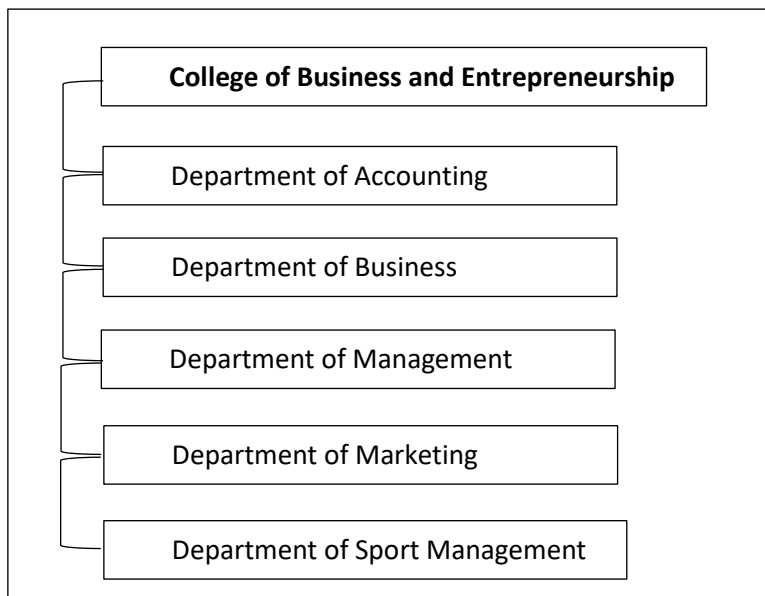 College of Business and Entrepreneurship
Department of Accounting
Department of Business
Department of Management
Department of Marketing
Department of Sport Management